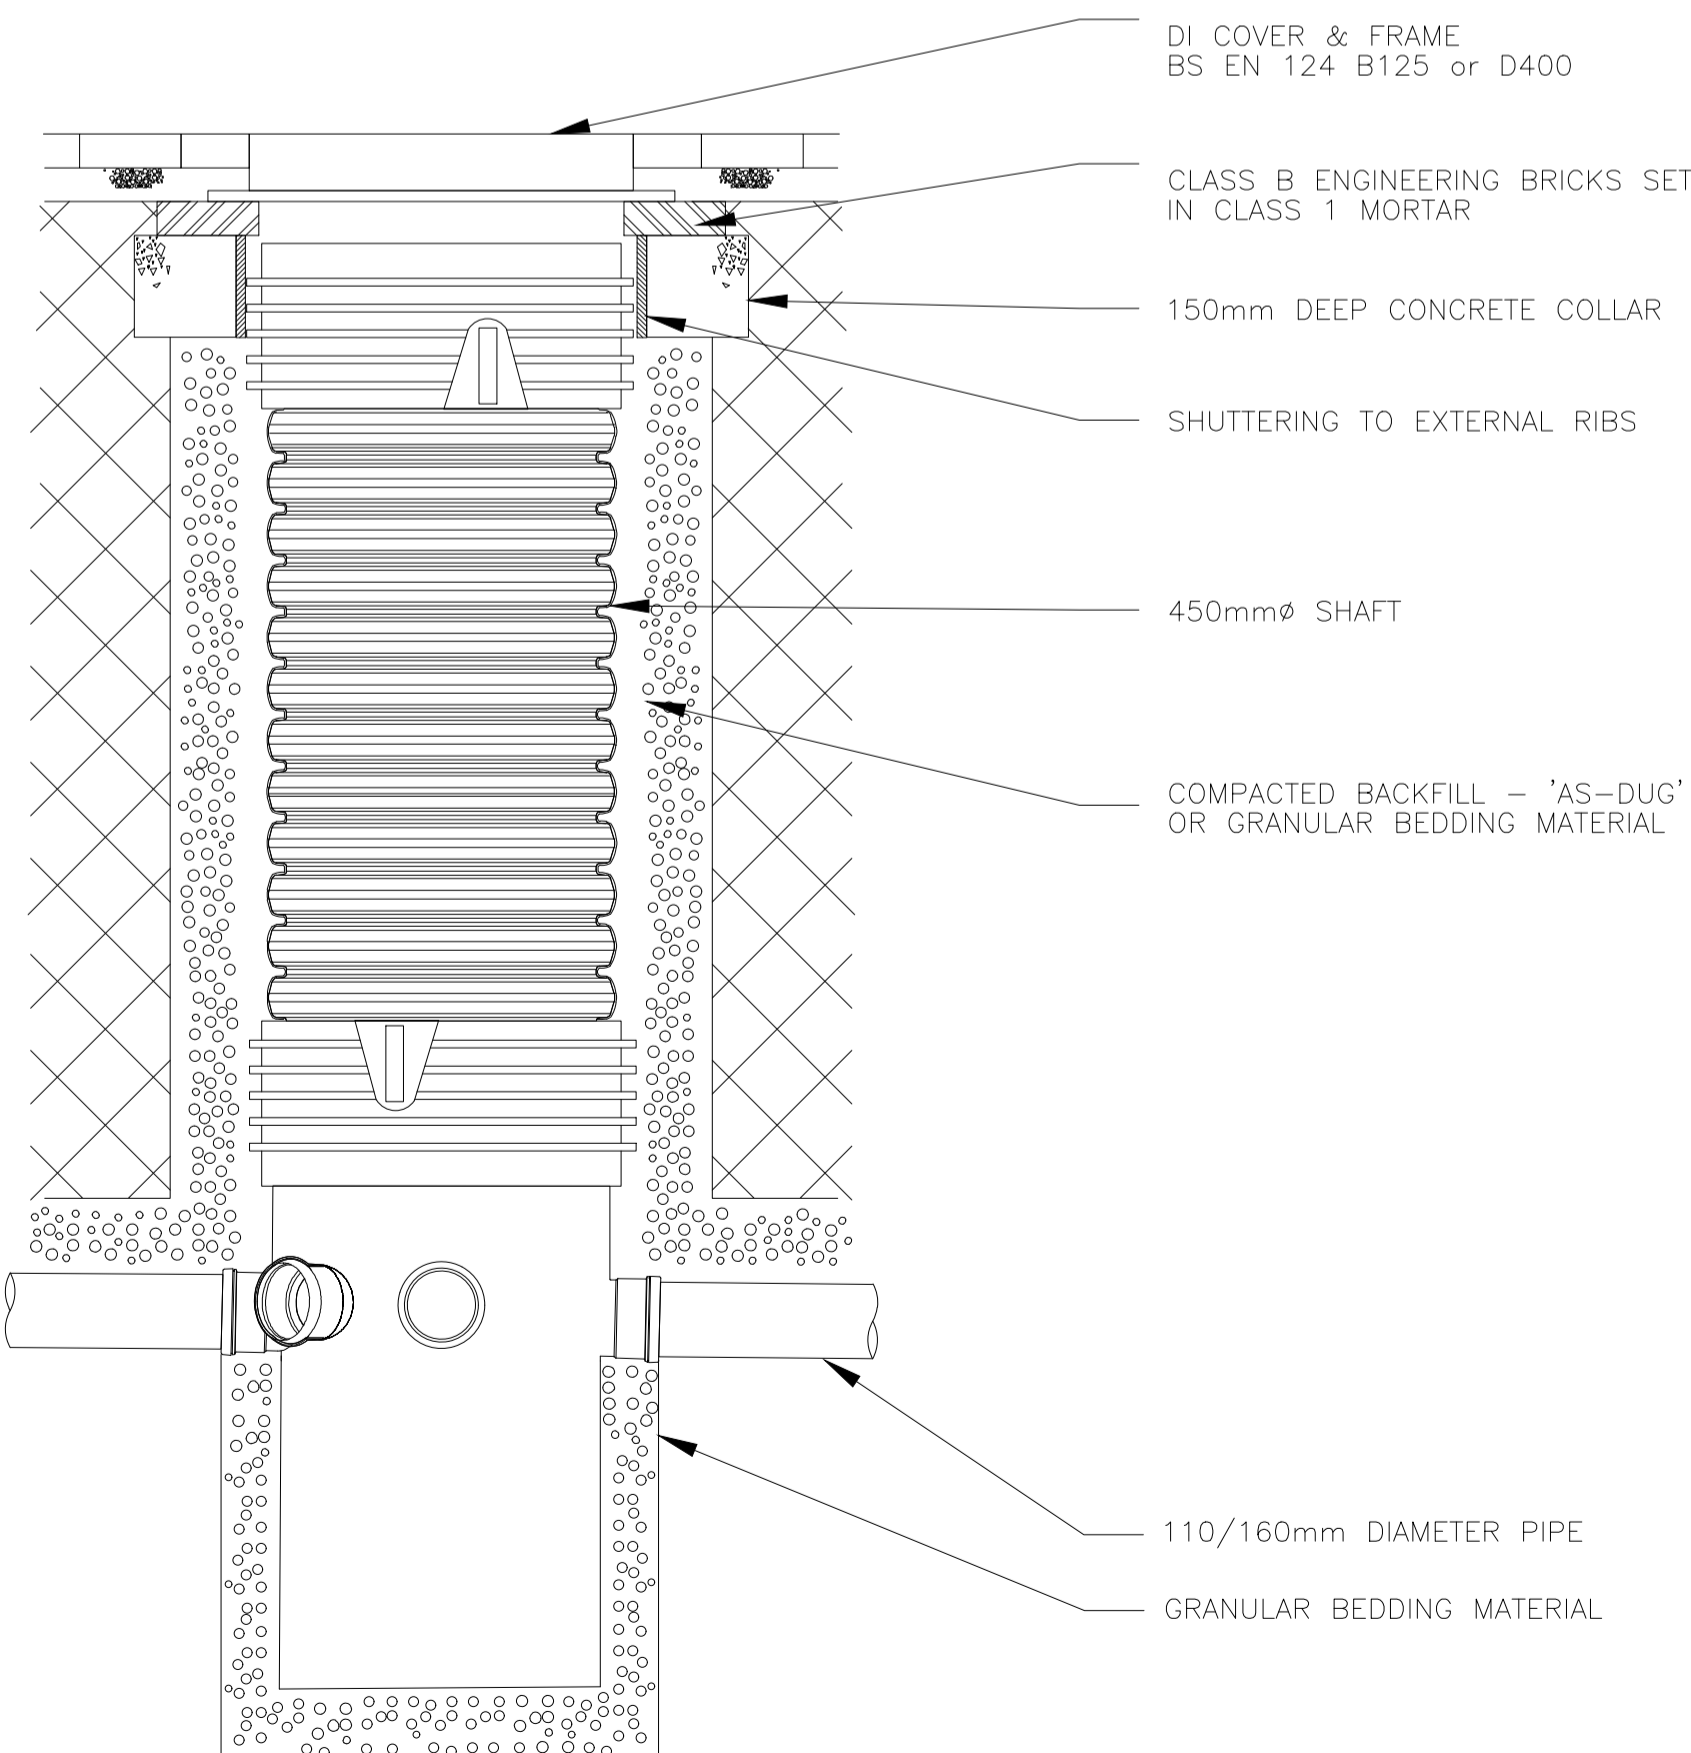 DI COVER & FRAME
BS EN 124 B125 or D400
CLASS B ENGINEERING BRICKS SET
IN CLASS 1 MORTAR
150mm DEEP CONCRETE COLLAR
SHUTTERING TO EXTERNAL RIBS
450mmø SHAFT
COMPACTED BACKFILL – 'AS–DUG'
OR GRANULAR BEDDING MATERIAL
110/160mm DIAMETER PIPE
GRANULAR BEDDING MATERIAL